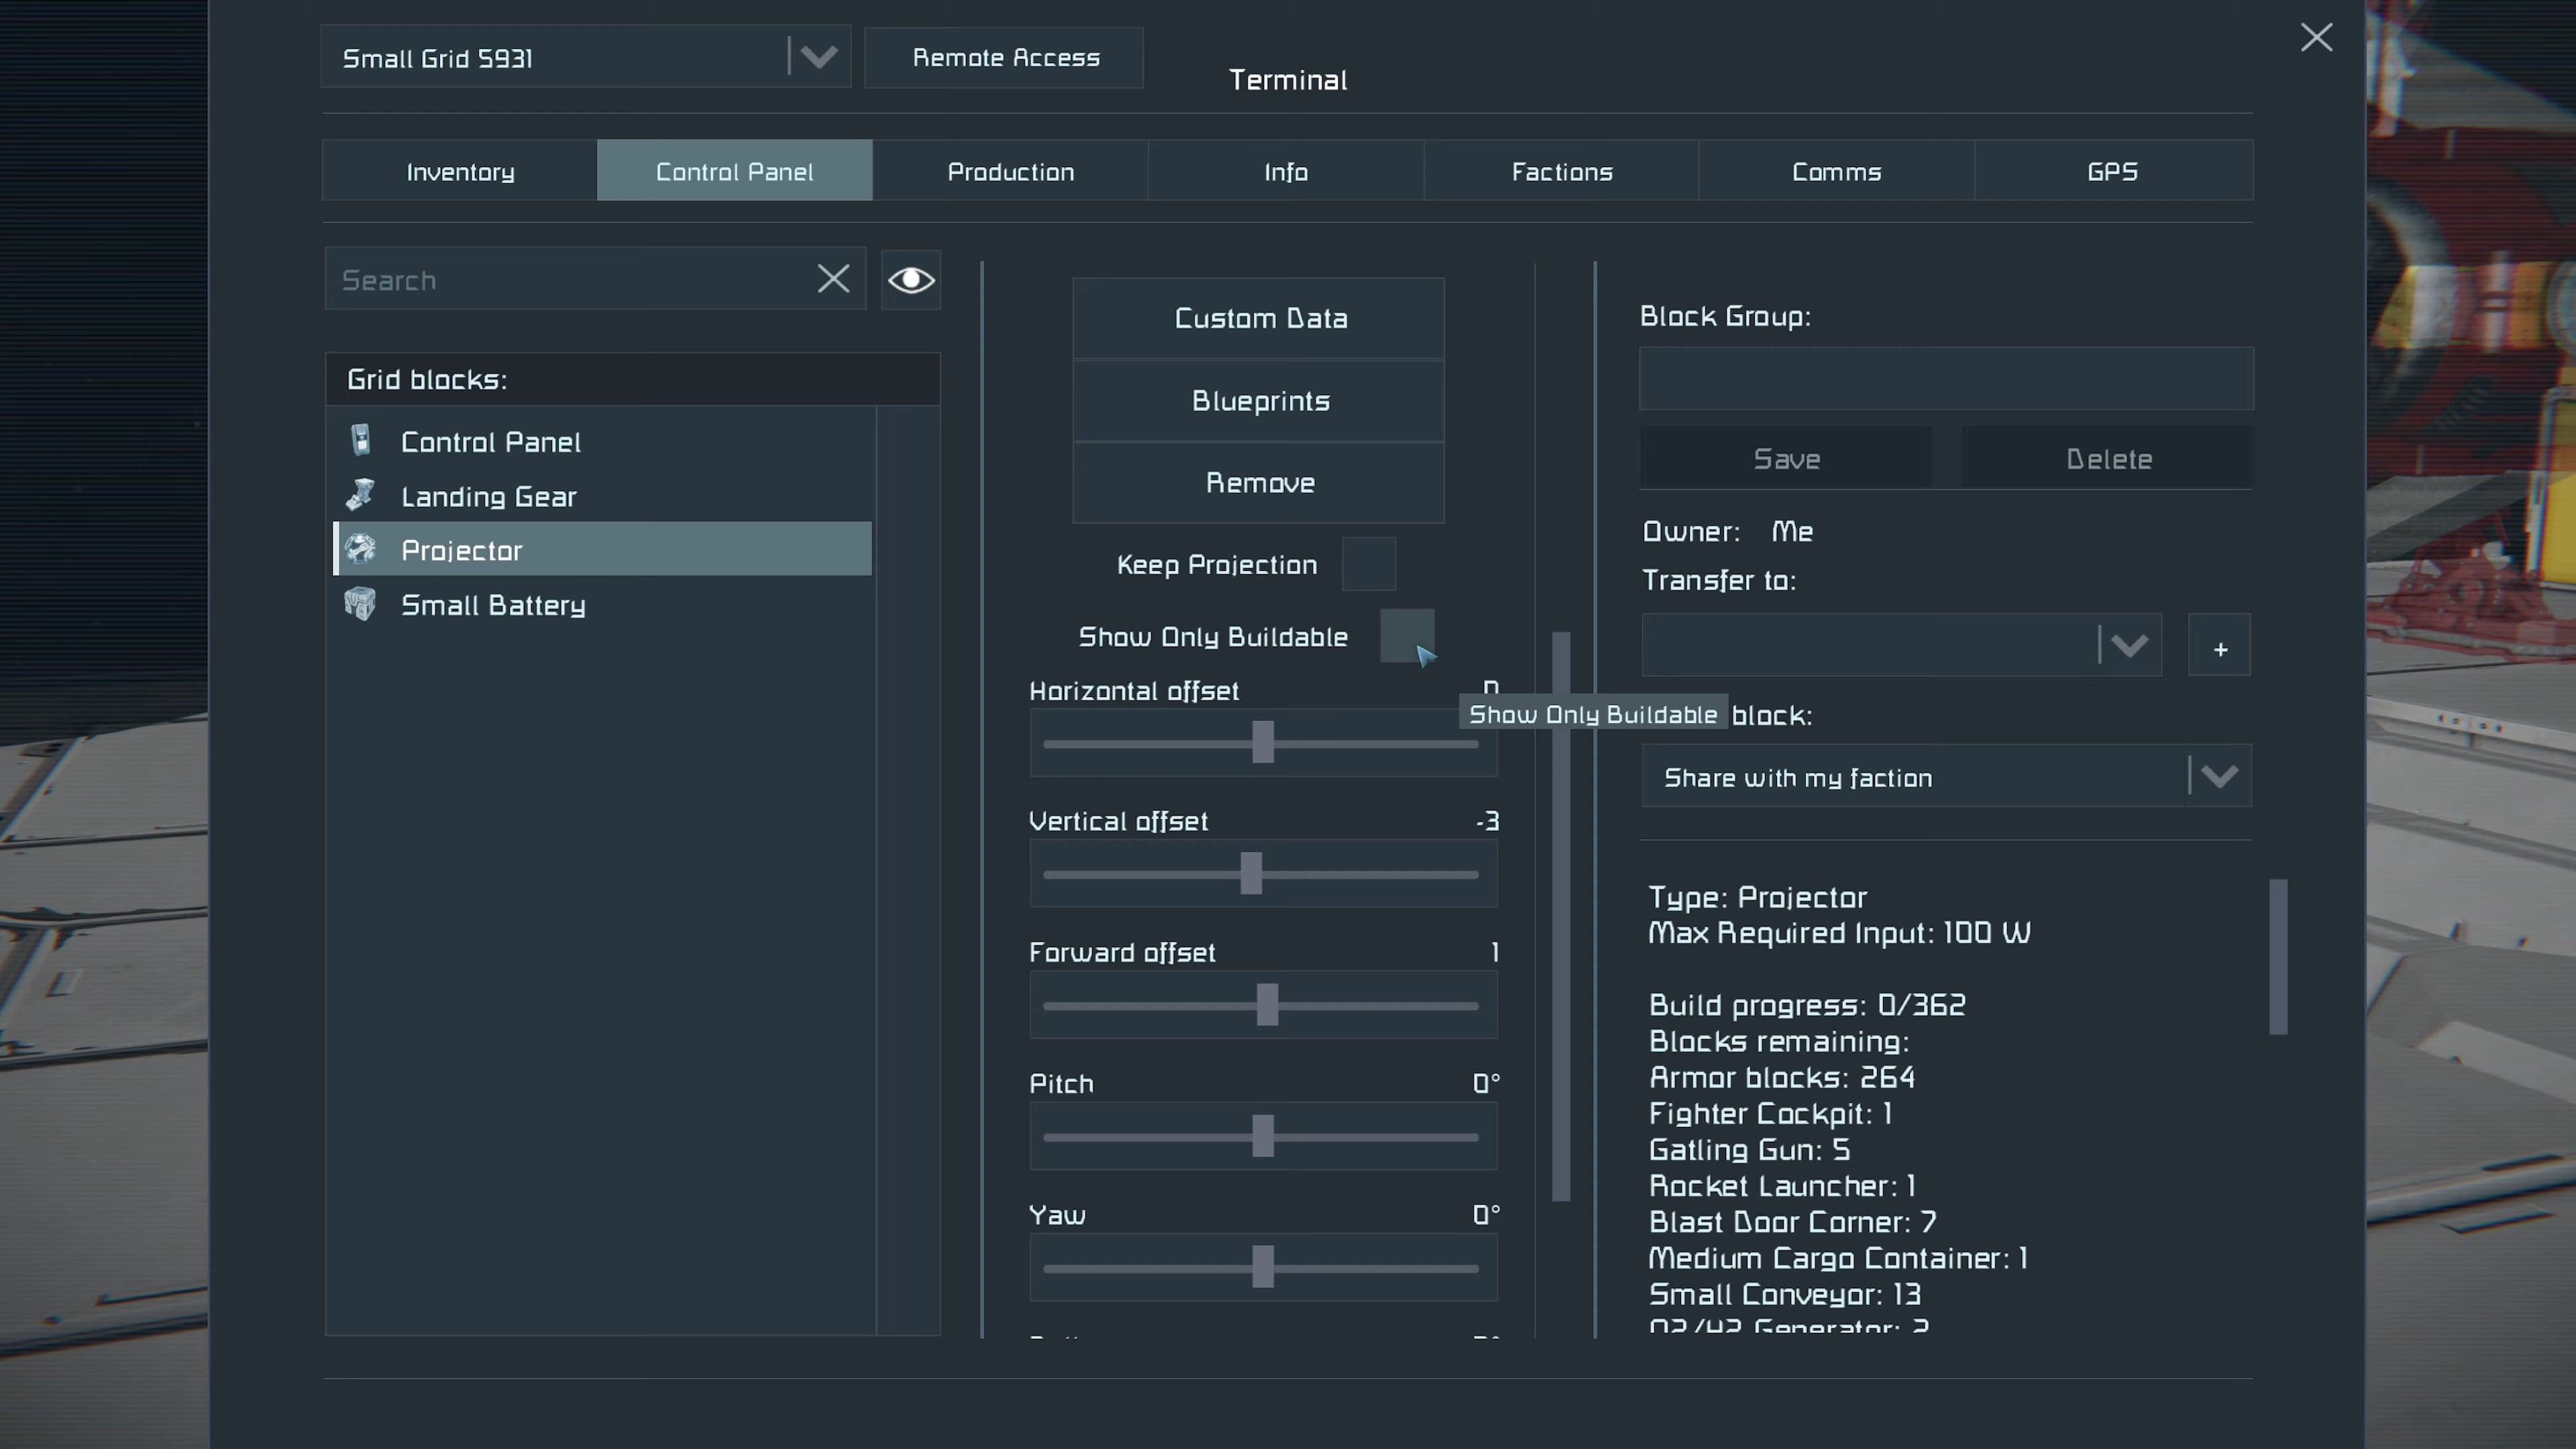 Small Grid 5931
Remote Access
Terminal
Inventory
Control Panel
Production
Info
Factions
Comms
GPS
Search
Grid blocks:
Control Panel
Landing Gear
Projector
Small Battery
Custom Data
Blueprints
Remove
Keep Projection
Show Only Buildable
Horizontal offset 0
Show Only Buildable
Vertical offset -3
Forward offset 1
Pitch 0°
Yaw 0°
Block Group:
Save
Delete
Owner: Me
Transfer to:
+
block:
Share with my faction
Type: Projector
Max Required Input: 100 W
Build progress: 0/362
Blocks remaining:
Armor blocks: 264
Fighter Cockpit: 1
Gatling Gun: 5
Rocket Launcher: 1
Blast Door Corner: 7
Medium Cargo Container: 1
Small Conveyor: 13
O2/H2 Generator: 2